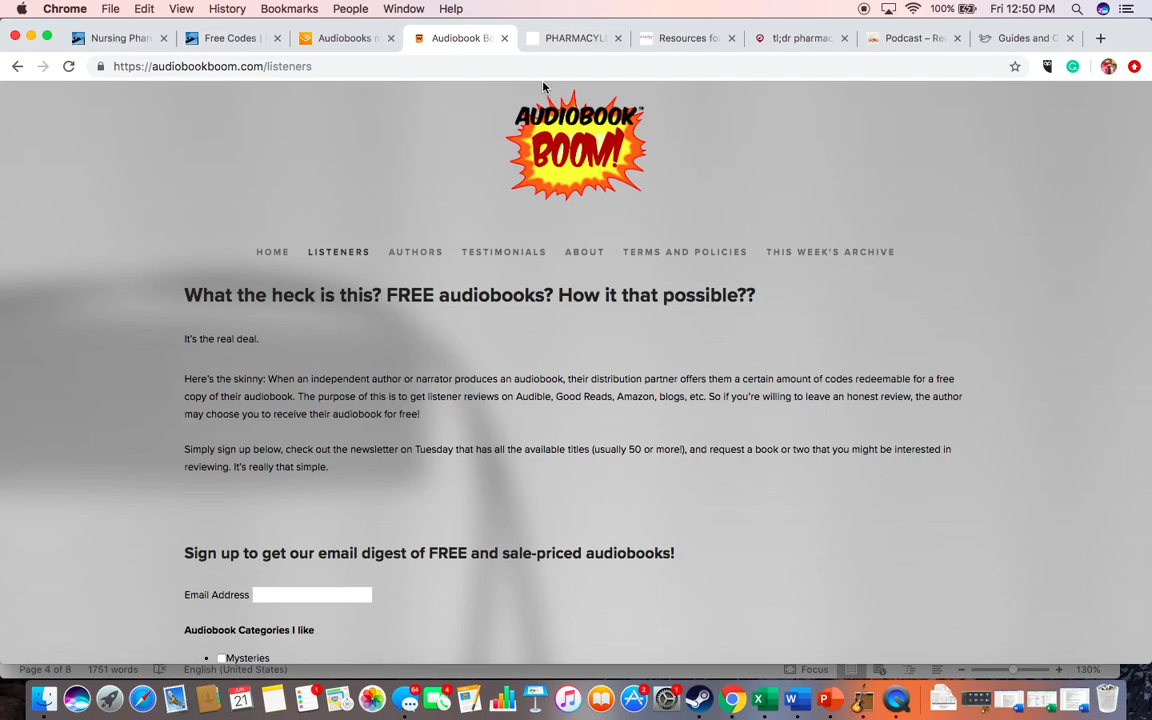 Chrome File Edit View History Bookmarks People Window Help 100% Fri 12:50 PM
Nursing Phar
Free Codes |
Audiobooks n
Audiobook Bo
PHARMACYLI
Resources for
tl;dr pharmac
Podcast – Re
Guides and C
https://audiobookboom.com/listeners
AUDIOBOOK™
BOOM!
HOME LISTENERS AUTHORS TESTIMONIALS ABOUT TERMS AND POLICIES THIS WEEK'S ARCHIVE
What the heck is this? FREE audiobooks? How it that possible??
It's the real deal.
Here's the skinny: When an independent author or narrator produces an audiobook, their distribution partner offers them a certain amount of codes redeemable for a free
copy of their audiobook. The purpose of this is to get listener reviews on Audible, Good Reads, Amazon, blogs, etc. So if you're willing to leave an honest review, the author
may choose you to receive their audiobook for free!
Simply sign up below, check out the newsletter on Tuesday that has all the available titles (usually 50 or more!), and request a book or two that you might be interested in
reviewing. It's really that simple.
Sign up to get our email digest of FREE and sale-priced audiobooks!
Email Address
Audiobook Categories I like
• Mysteries
Page 4 of 8 1751 words English (United States) Focus 130%